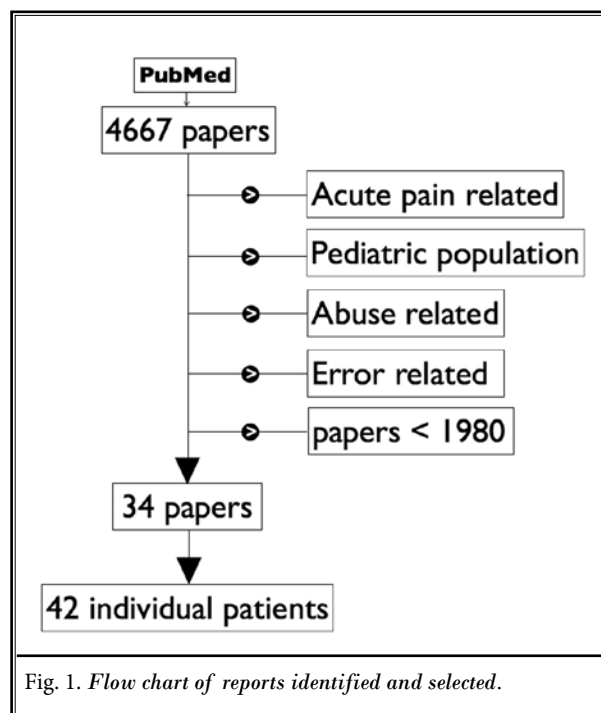 PubMed
4667 papers
Acute pain related
Pediatric population
Abuse related
Error related
papers < 1980
34 papers
42 individual patients
Fig. 1. Flow chart of reports identified and selected.